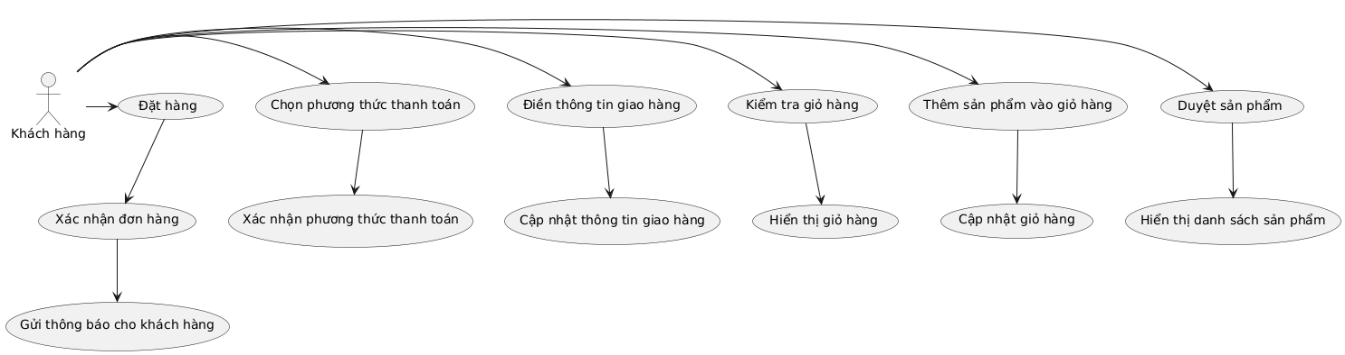 Khách hàng
Đặt hàng
Chọn phương thức thanh toán
Điền thông tin giao hàng
Kiểm tra giỏ hàng
Thêm sản phẩm vào giỏ hàng
Duyệt sản phẩm
Xác nhận đơn hàng
Xác nhận phương thức thanh toán
Cập nhật thông tin giao hàng
Hiển thị giỏ hàng
Cập nhật giỏ hàng
Hiển thị danh sách sản phẩm
Gửi thông báo cho khách hàng